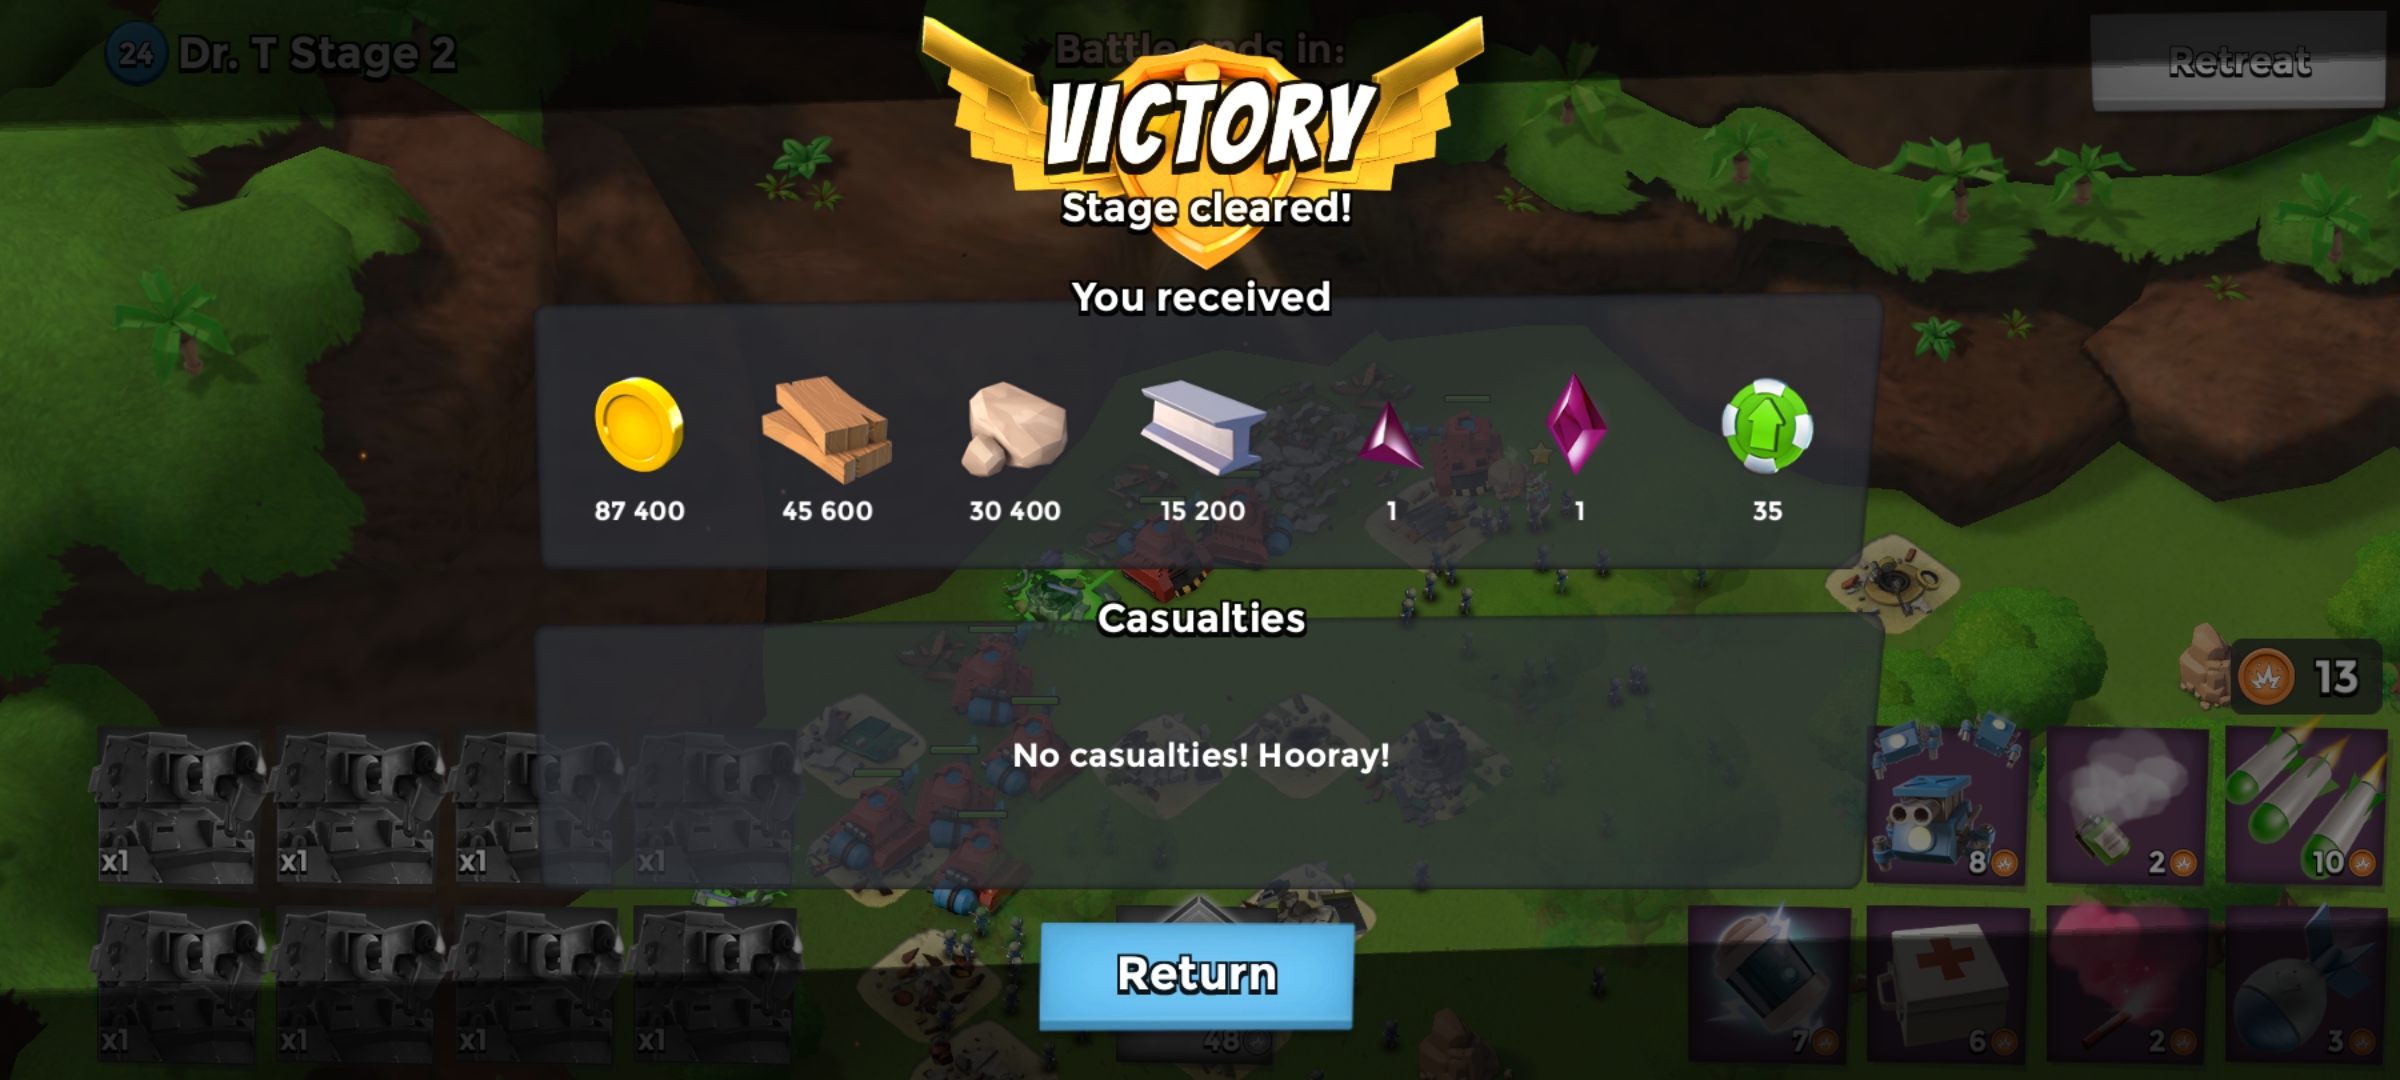 24 Dr. T Stage 2
Battle ends in:
Retreat
VICTORY
Stage cleared!
You received
87 400
45 600
30 400
15 200
1
1
35
Casualties
No casualties! Hooray!
13
x1
x1
x1
x1
8
2
10
x1
x1
x1
x1
48
7
6
2
3
Return